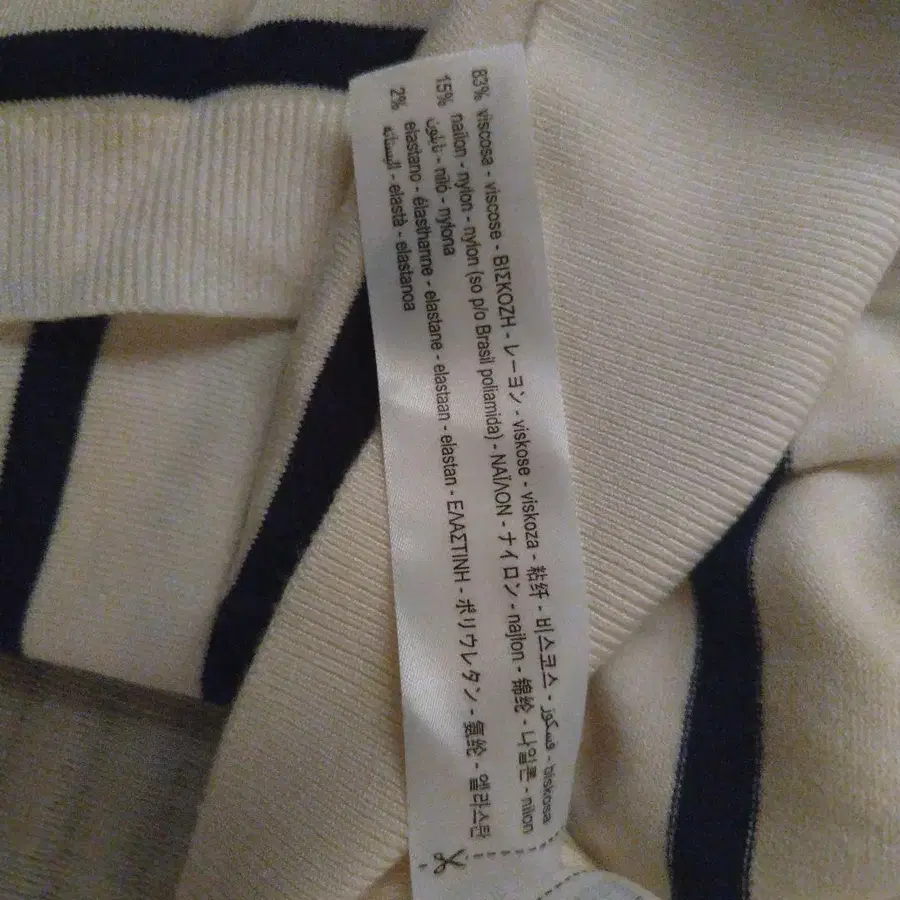 83% viscosa - viscose - ΒΙΣΚΟΖΗ - レーヨン - viskose - viskoza - 粘纤 - 비스코스 - فسكوز - biskosa
15% nailon - nylon - nylon (so p/o Brasil poliamida) - ΝΑΪΛΟΝ - ナイロン - najlon - 锦纶 - 나일론 - nilon
نايلون - niló - nylona
2% elastano - élasthanne - elastane - elastaan - elastan - ΕΛΑΣΤΙΝΗ - ポリウレタン - 氨纶 - 엘라스탄
اليستان - elastà - elastanoa